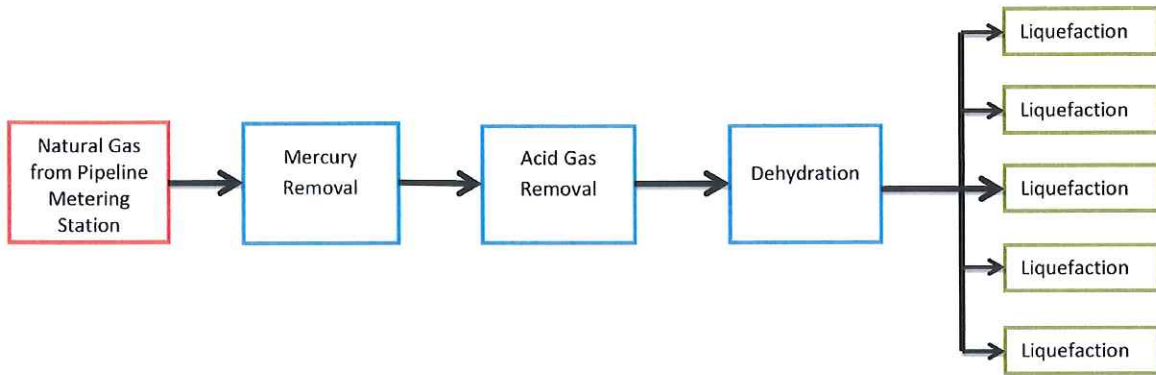 Natural Gas
from Pipeline
Metering
Station
Mercury
Removal
Acid Gas
Removal
Dehydration
Liquefaction
Liquefaction
Liquefaction
Liquefaction
Liquefaction